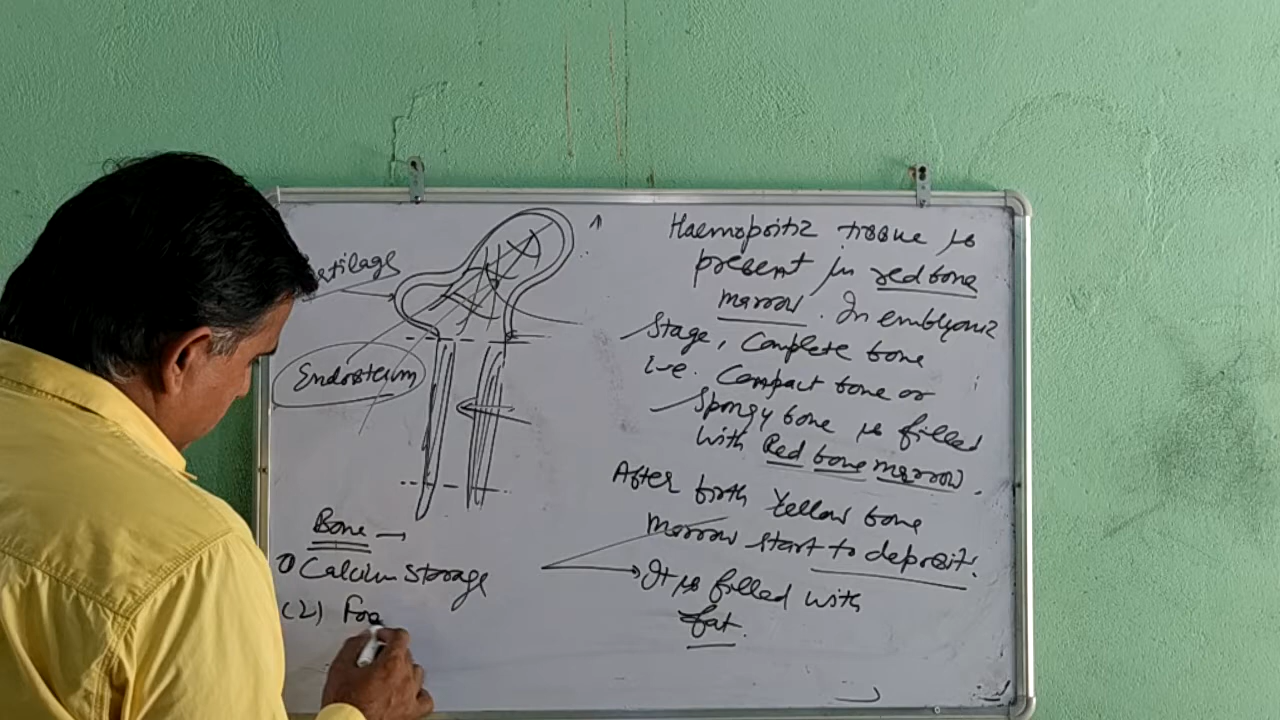 Haemopoitic tissue is
present in red bone
marrow. In embryonic
Stage, Complete bone
i.e. Compact bone or
Spongy bone is filled
with Red bone marrow.
After birth Yellow bone
marrow start to deposit.
It is filled with
fat.
Endosteum
Bone →
① Calcium Storage
(2) For